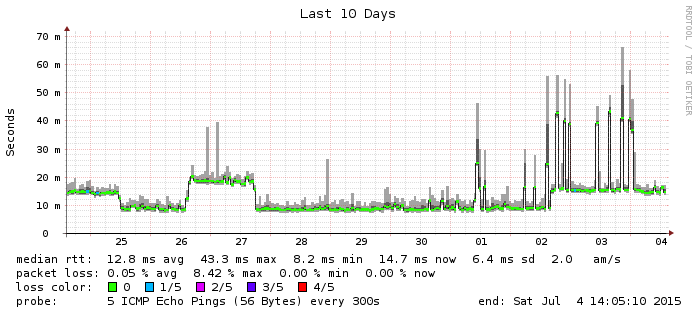 Last 10 Days
RRDTOOL / TOBI OETIKER
Seconds
70 m
60 m
50 m
40 m
30 m
20 m
10 m
0
25 26 27 28 29 30 01 02 03 04
median rtt: 12.8 ms avg 43.3 ms max 8.2 ms min 14.7 ms now 6.4 ms sd 2.0 am/s
packet loss: 0.05 % avg 8.42 % max 0.00 % min 0.00 % now
loss color: 0 1/5 2/5 3/5 4/5
probe: 5 ICMP Echo Pings (56 Bytes) every 300s end: Sat Jul 4 14:05:10 2015